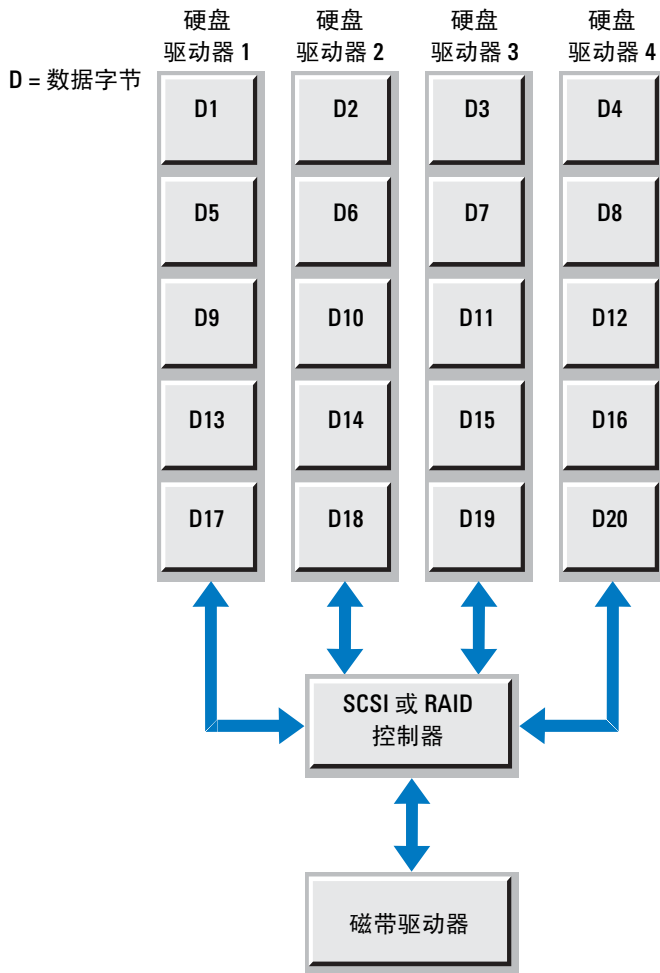 硬盘
驱动器 1
硬盘
驱动器 2
硬盘
驱动器 3
硬盘
驱动器 4
D = 数据字节
D1
D2
D3
D4
D5
D6
D7
D8
D9
D10
D11
D12
D13
D14
D15
D16
D17
D18
D19
D20
SCSI 或 RAID
控制器
磁带驱动器